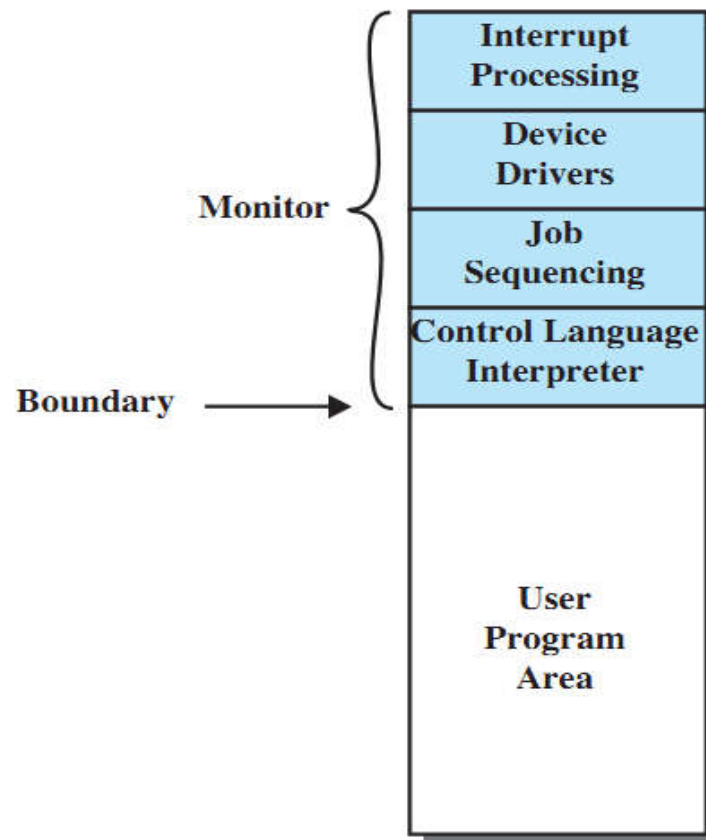 Interrupt
Processing
Device
Drivers
Monitor
Job
Sequencing
Control Language
Interpreter
Boundary
User
Program
Area